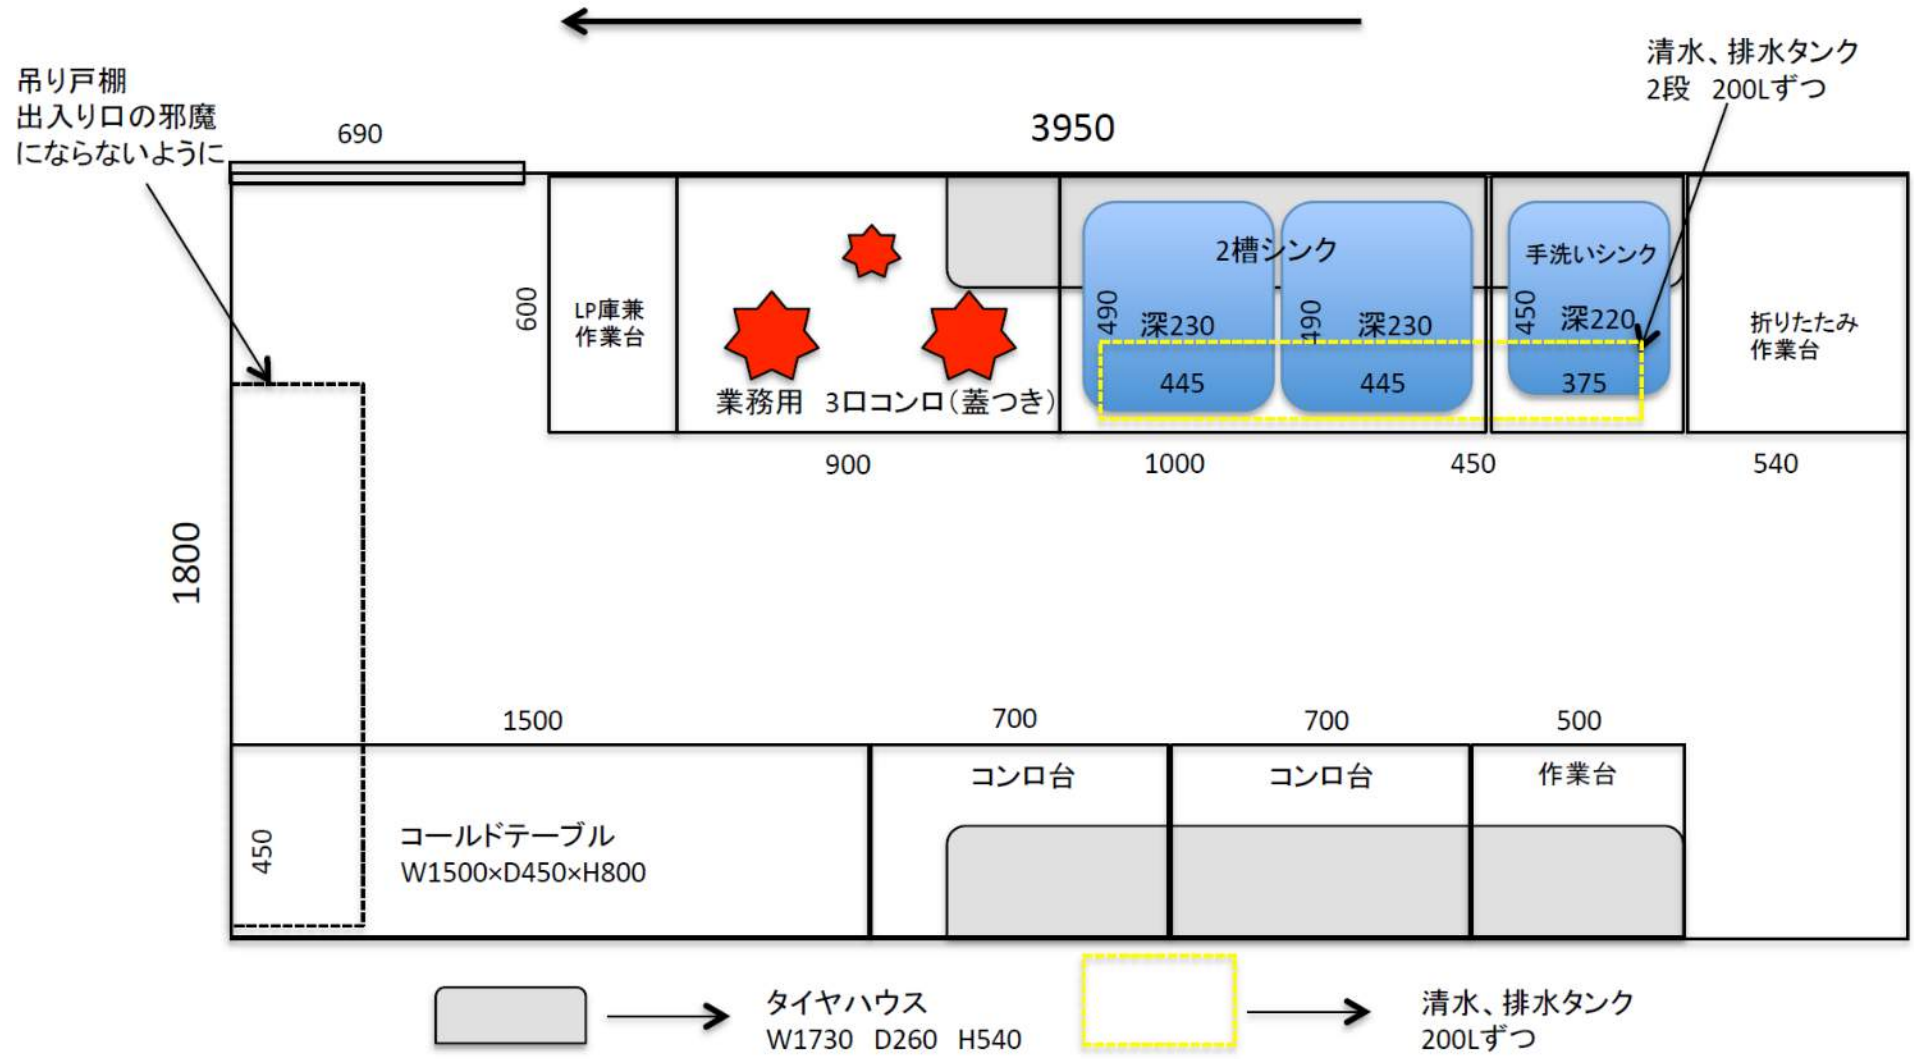 吊り戸棚
出入り口の邪魔
にならないように
690
3950
清水、排水タンク
2段 200Lずつ
600
LP庫兼
作業台
業務用 3口コンロ(蓋つき)
2槽シンク
490
深230
445
490
深230
445
手洗いシンク
450
深220
375
折りたたみ
作業台
900
1000
450
540
1800
1500
700
700
500
450
コールドテーブル
W1500×D450×H800
コンロ台
コンロ台
作業台
タイヤハウス
W1730 D260 H540
清水、排水タンク
200Lずつ